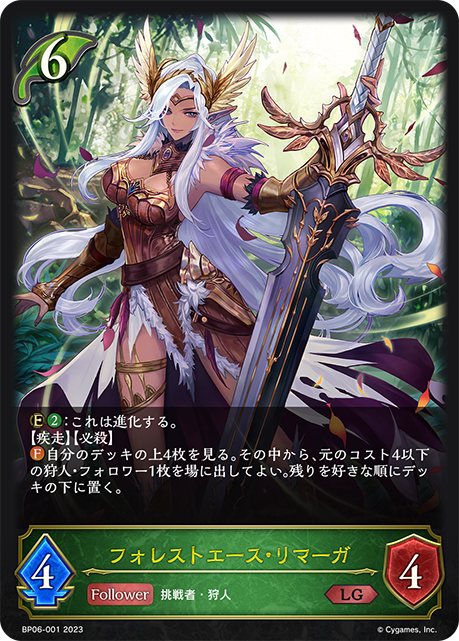 6
E 2:これは進化する。
【疾走】【必殺】
F 自分のデッキの上4枚を見る。その中から、元のコスト4以下
の狩人・フォロワー1枚を場に出してよい。残りを好きな順にデッ
キの下に置く。
フォレストエース・リマーガ
4
Follower 挑戦者・狩人 LG
4
BP06-001 2023 © Cygames, Inc.